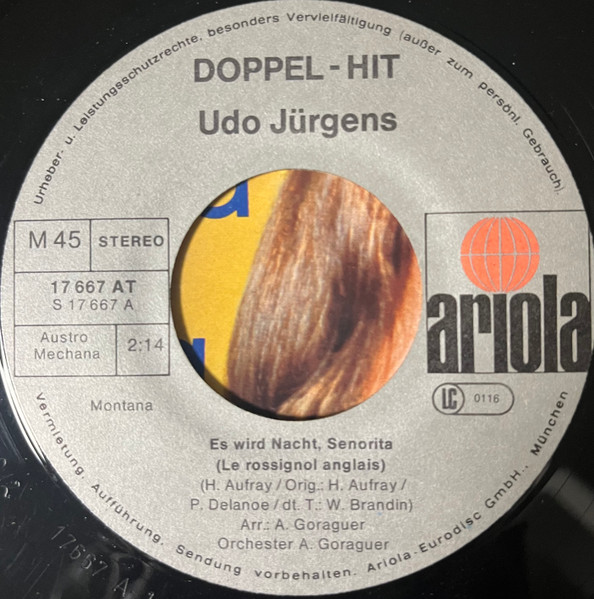 Urheber- u. Leistungsschutzrechte, besonders Vervielfältigung (außer zum persönl. Gebrauch),
DOPPEL-HIT
Udo Jürgens
M 45
STEREO
17 667 AT
S 17 667 A
Austro
Mechana
2:14
Montana
ariola
LC 0116
Es wird Nacht, Senorita
(Le rossignol anglais)
(H. Aufray / Orig.: H. Aufray /
P. Delanoe / dt. T.: W. Brandin)
Arr.: A. Goraguer
Orchester A. Goraguer
Vermietung, Aufführung, Sendung vorbehalten. Ariola-Eurodisc GmbH., München
17667 A